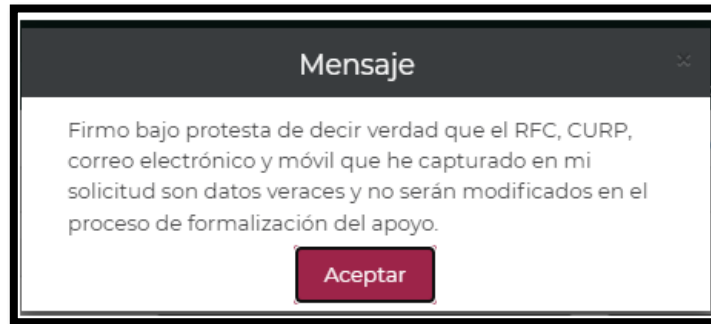 Mensaje
Firmo bajo protesta de decir verdad que el RFC, CURP,
correo electrónico y móvil que he capturado en mi
solicitud son datos veraces y no serán modificados en el
proceso de formalización del apoyo.
Aceptar